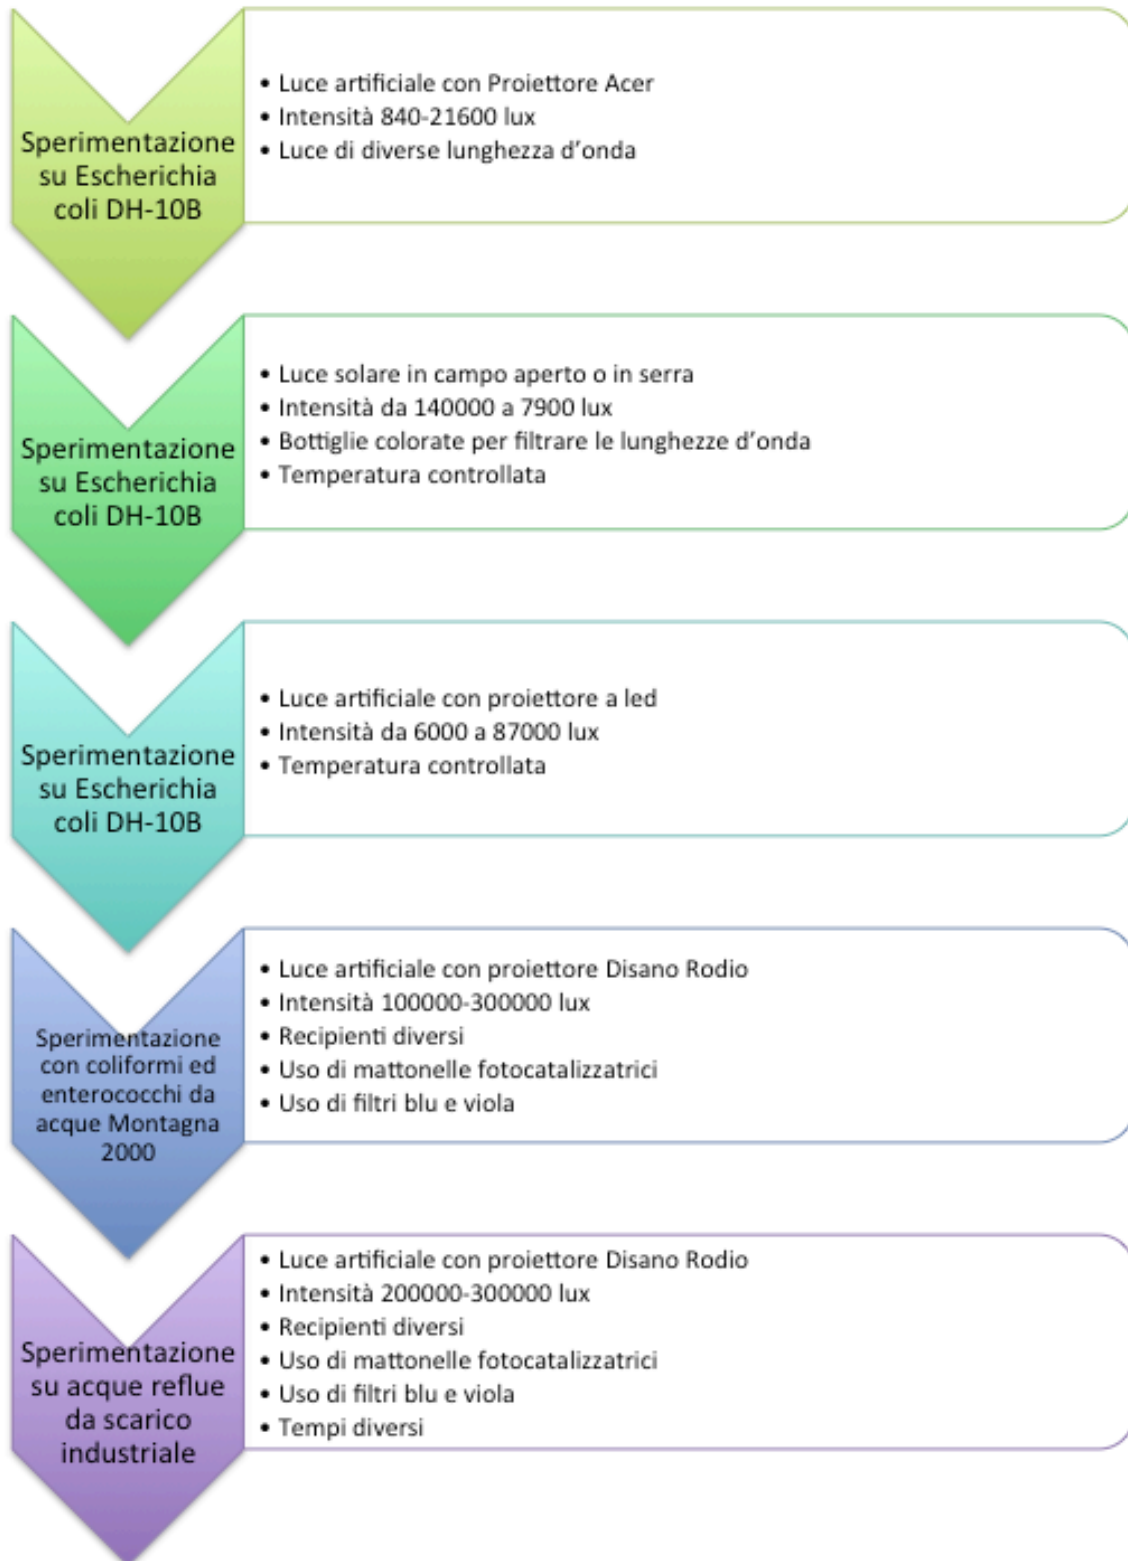 Sperimentazione
su Escherichia
coli DH-10B
• Luce artificiale con Proiettore Acer
• Intensità 840-21600 lux
• Luce di diverse lunghezza d'onda
Sperimentazione
su Escherichia
coli DH-10B
• Luce solare in campo aperto o in serra
• Intensità da 140000 a 7900 lux
• Bottiglie colorate per filtrare le lunghezze d'onda
• Temperatura controllata
Sperimentazione
su Escherichia
coli DH-10B
• Luce artificiale con proiettore a led
• Intensità da 6000 a 87000 lux
• Temperatura controllata
Sperimentazione
con coliformi ed
enterococchi da
acque Montagna
2000
• Luce artificiale con proiettore Disano Rodio
• Intensità 100000-300000 lux
• Recipienti diversi
• Uso di mattonelle fotocatalizzatrici
• Uso di filtri blu e viola
Sperimentazione
su acque reflue
da scarico
industriale
• Luce artificiale con proiettore Disano Rodio
• Intensità 200000-300000 lux
• Recipienti diversi
• Uso di mattonelle fotocatalizzatrici
• Uso di filtri blu e viola
• Tempi diversi